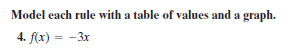 Model each rule with a table of values and a graph.
4. f(x) = −3x